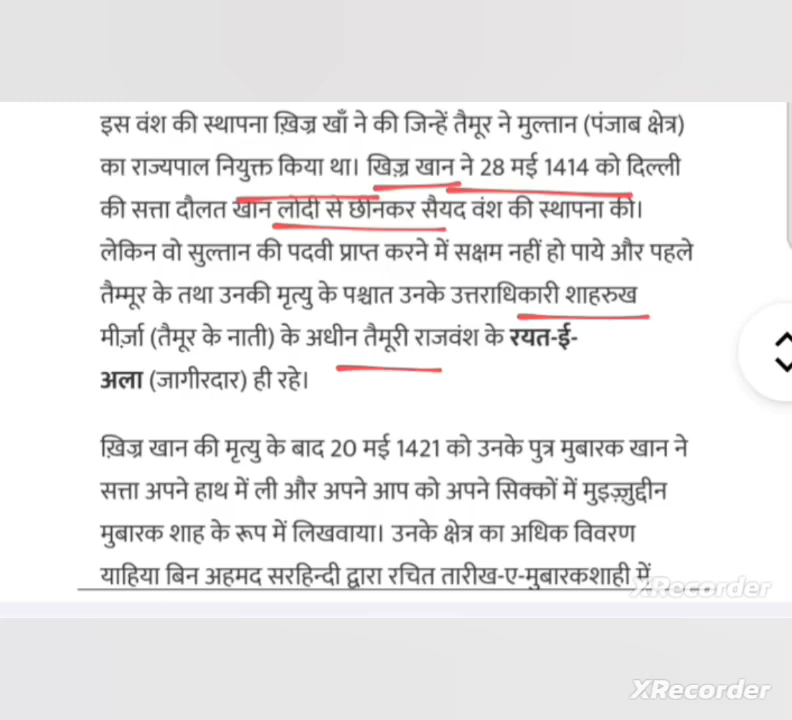 इस वंश की स्थापना ख़िज्र खाँ ने की जिन्हें तैमूर ने मुल्तान (पंजाब क्षेत्र)
का राज्यपाल नियुक्त किया था। खिज़्र खान ने 28 मई 1414 को दिल्ली
की सत्ता दौलत खान लोदी से छीनकर सैयद वंश की स्थापना की।
लेकिन वो सुल्तान की पदवी प्राप्त करने में सक्षम नहीं हो पाये और पहले
तैम्मूर के तथा उनकी मृत्यु के पश्चात उनके उत्तराधिकारी शाहरुख
मीर्ज़ा (तैमूर के नाती) के अधीन तैमूरी राजवंश के रयत-ई-
अला (जागीरदार) ही रहे।
ख़िज्र खान की मृत्यु के बाद 20 मई 1421 को उनके पुत्र मुबारक खान ने
सत्ता अपने हाथ में ली और अपने आप को अपने सिक्कों में मुइज़्ज़ुद्दीन
मुबारक शाह के रूप में लिखवाया। उनके क्षेत्र का अधिक विवरण
याहिया बिन अहमद सरहिन्दी द्वारा रचित तारीख-ए-मुबारकशाही में
XRecorder
XRecorder